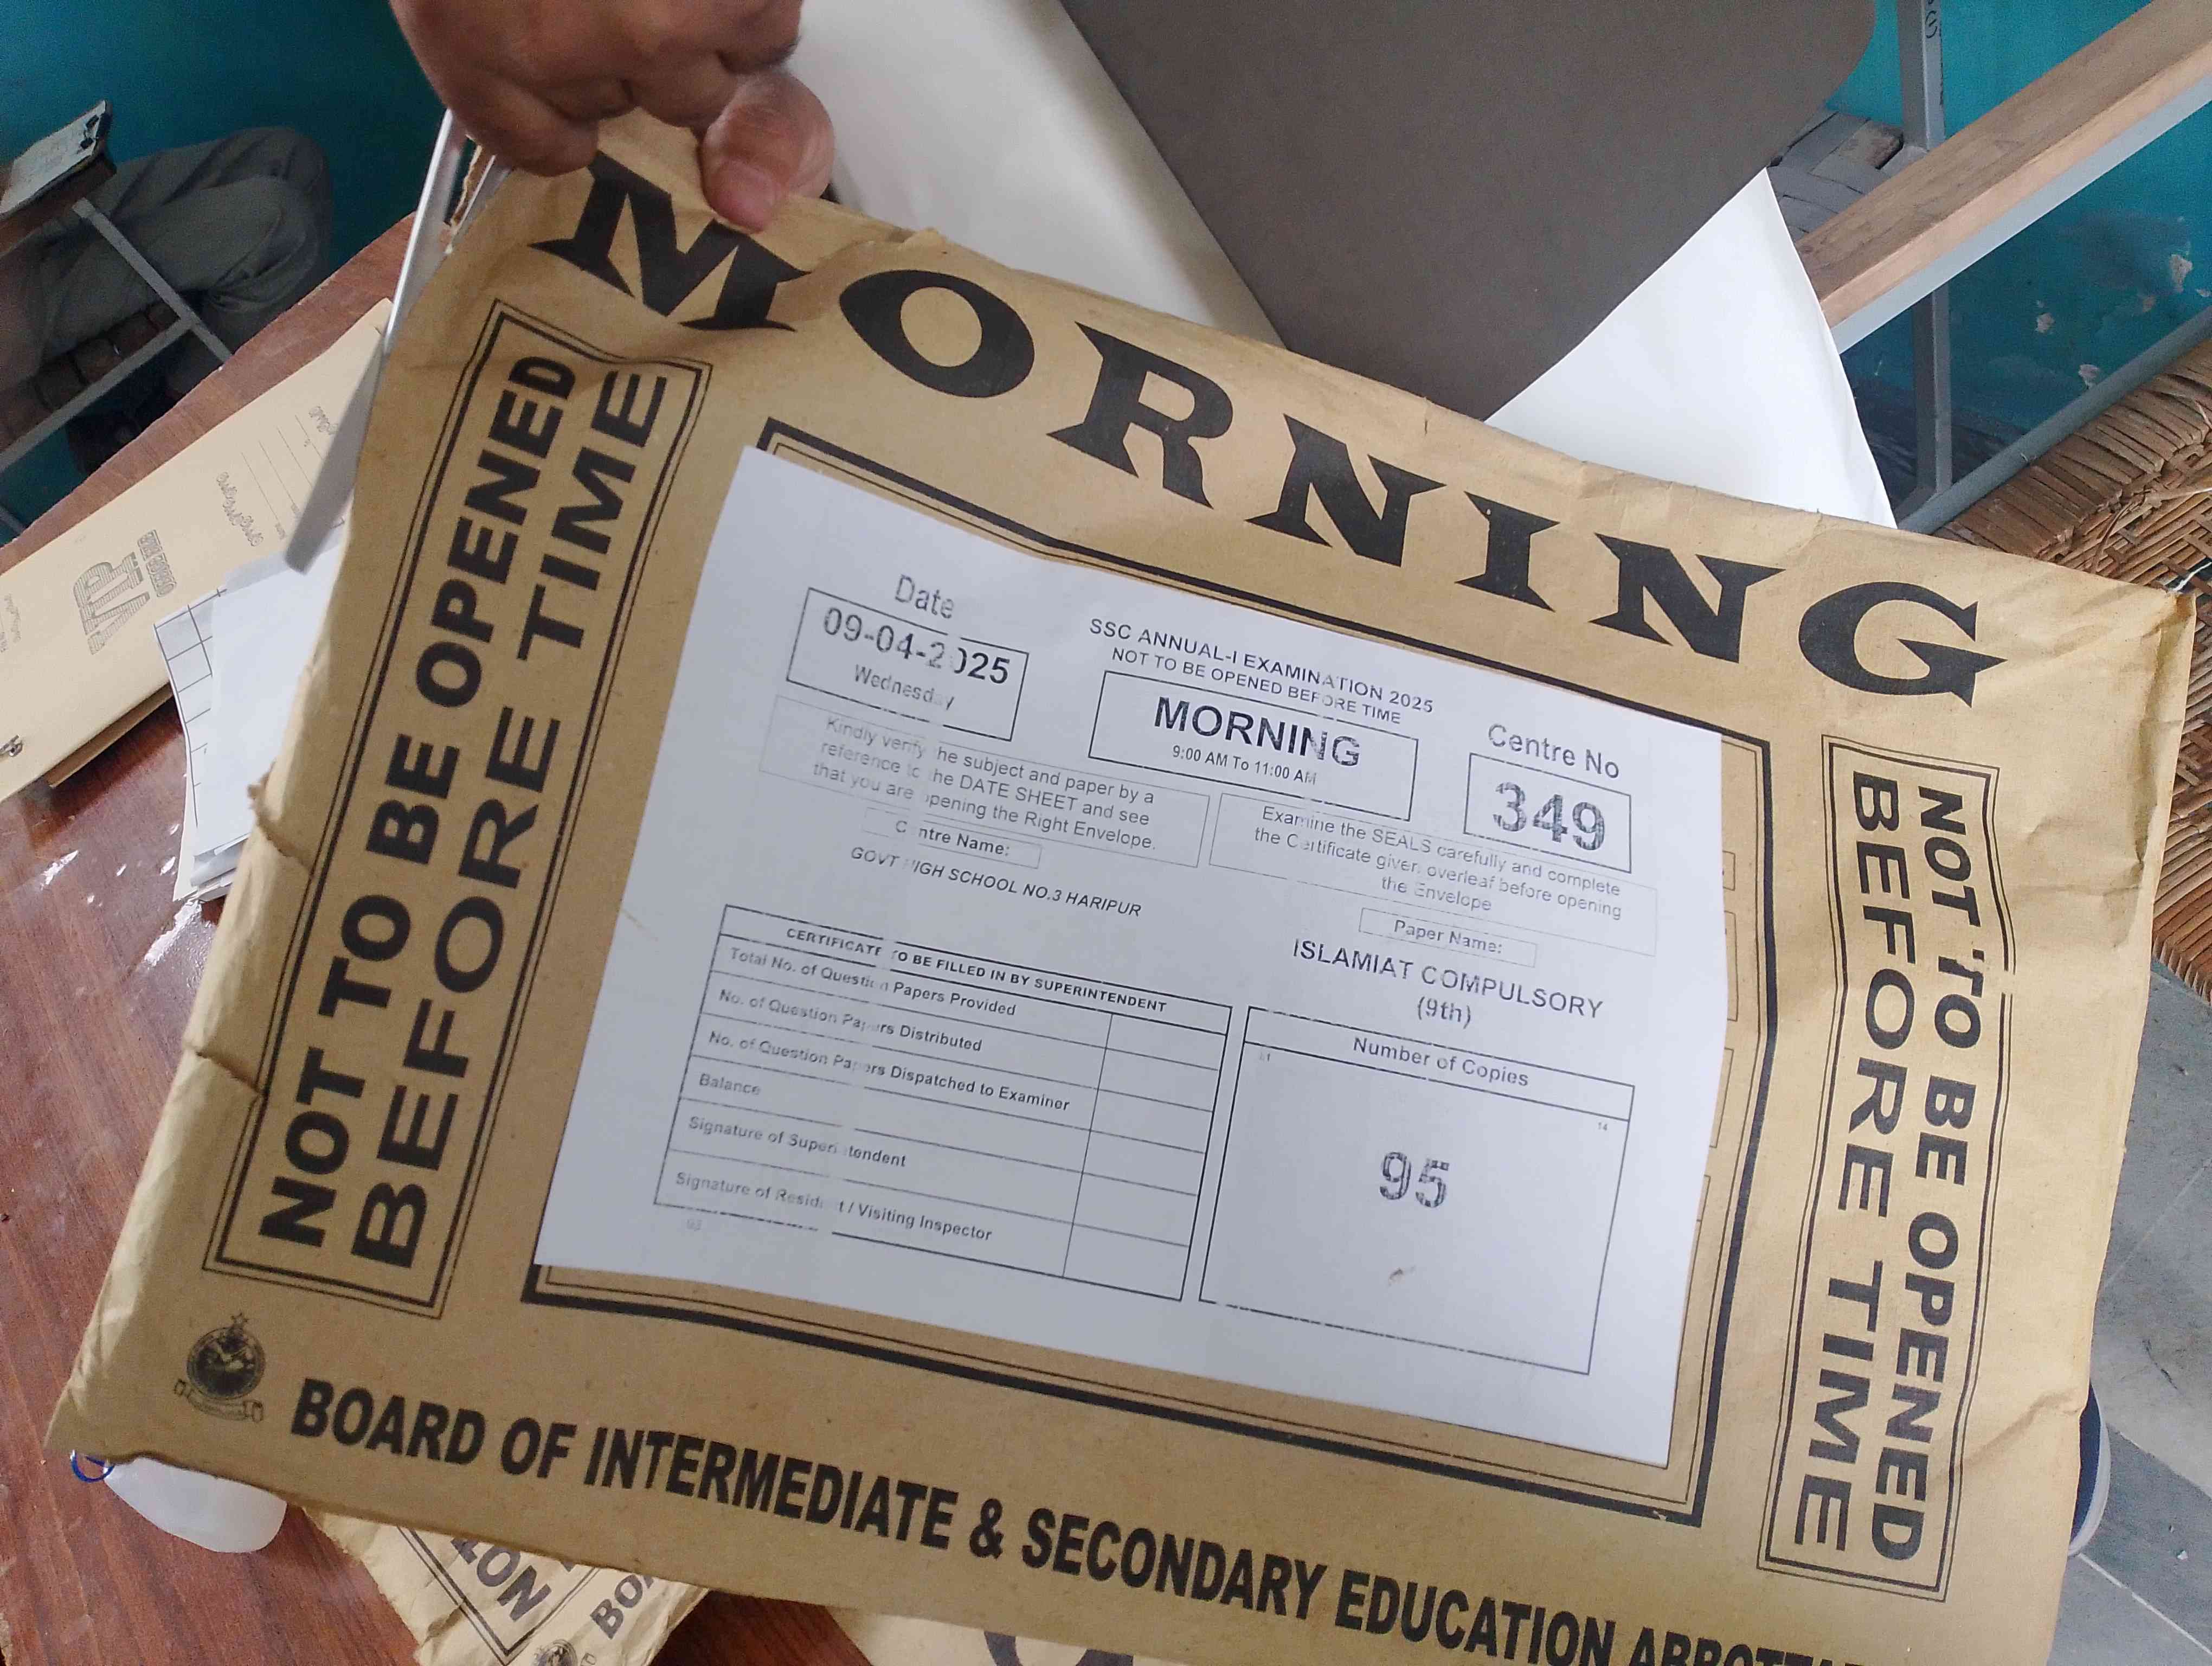 MORNING
NOT TO BE OPENED
BEFORE TIME
Date
09-04-2025
Wednesday
SSC ANNUAL-I EXAMINATION 2025
NOT TO BE OPENED BEFORE TIME
MORNING
9:00 AM To 11:00 AM
Centre No
349
Kindly verify the subject and paper by a
reference to the DATE SHEET and see
that you are opening the Right Envelope.
Examine the SEALS carefully and complete
the Certificate given overleaf before opening
the Envelope
Centre Name:
GOVT HIGH SCHOOL NO.3 HARIPUR
Paper Name:
ISLAMIAT COMPULSORY
(9th)
CERTIFICATE TO BE FILLED IN BY SUPERINTENDENT
Total No. of Question Papers Provided
No. of Question Papers Distributed
No. of Question Papers Dispatched to Examiner
Balance
Signature of Superintendent
Signature of Resident / Visiting Inspector
Number of Copies
14
95
NOT TO BE OPENED
BEFORE TIME
BOARD OF INTERMEDIATE & SECONDARY EDUCATION
VIP